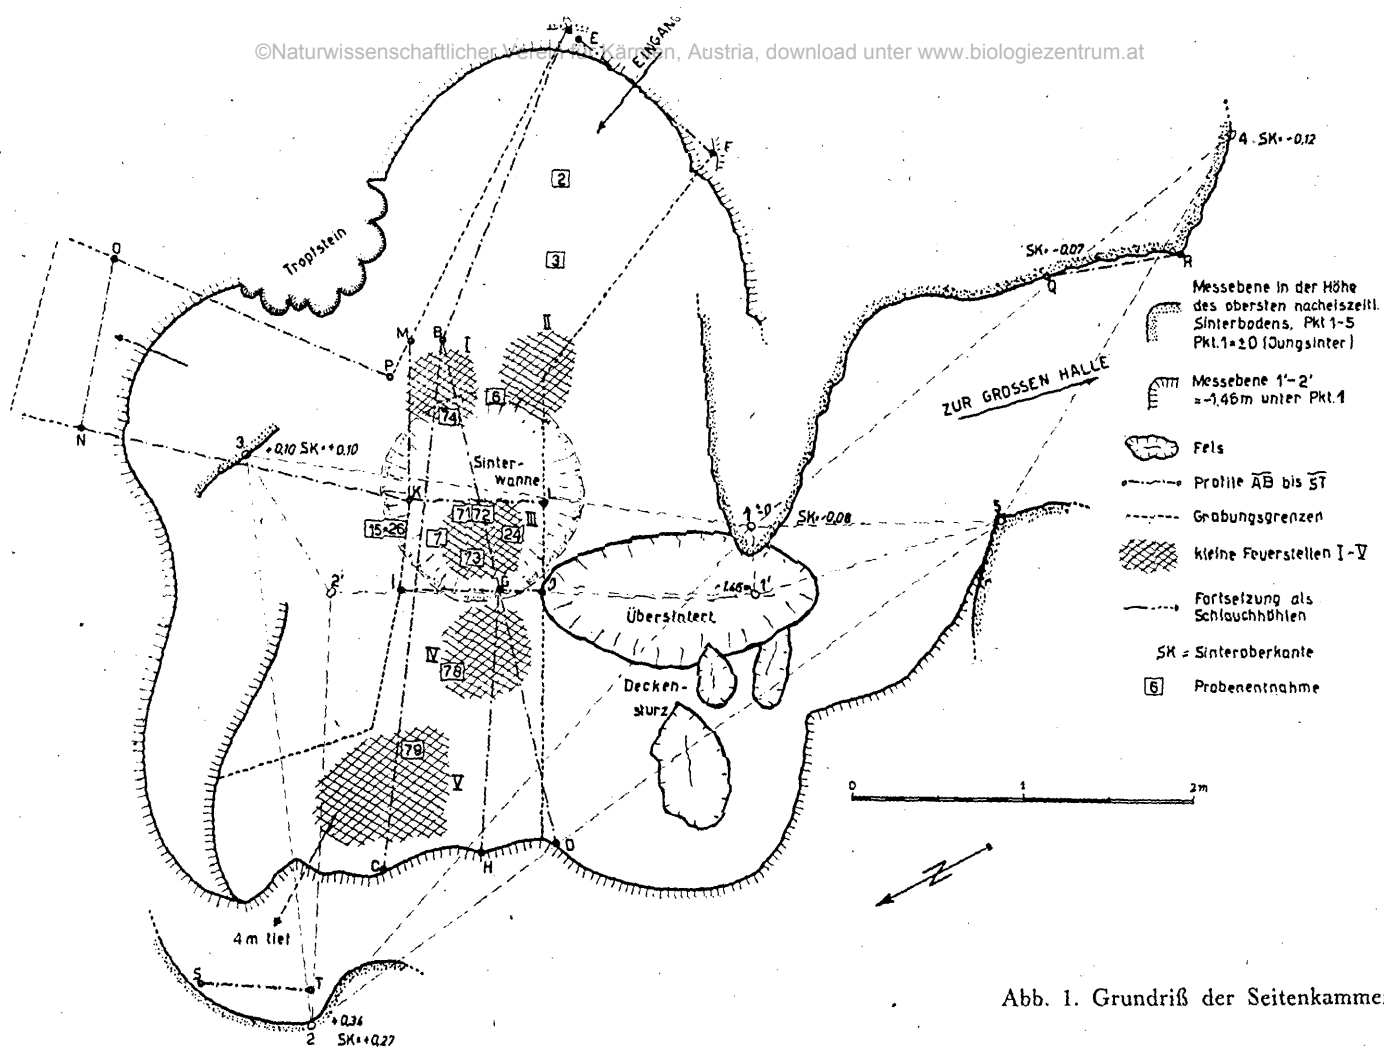 ©Naturwissenschaftlicher Verein für Kärnten, Austria, download unter www.biologiezentrum.at
EINGANG
E
F
2
3
Tropfstein
O
M
B
I
II
P
N
6
74
3
+0,10 SK=+0,10
Sinter-
wanne
K
L
III
15-26
71
72
7
24
73
2'
I
G
J
1 ±0
SK=-0,08
-1,46=
1'
Übersintert
IV
78
Decken-
sturz
79
V
C
H
D
4m tief
S
T
2
+0,36
SK=+0,27
4 SK=-0,12
SK=-0,07
Q
R
ZUR GROSSEN HALLE
5
Messebene in der Höhe
des obersten nacheiszeitl.
Sinterbodens, Pkt 1-5
Pkt.1=±0 (Jungsinter)
Messebene 1'-2'
=-1,46m unter Pkt.1
Fels
Profile AB bis ST
Grabungsgrenzen
kleine Feuerstellen I-V
Fortsetzung als
Schlauchhöhlen
SK = Sinteroberkante
6 Probenentnahme
0 1 2m
N
Abb. 1. Grundriß der Seitenkammer